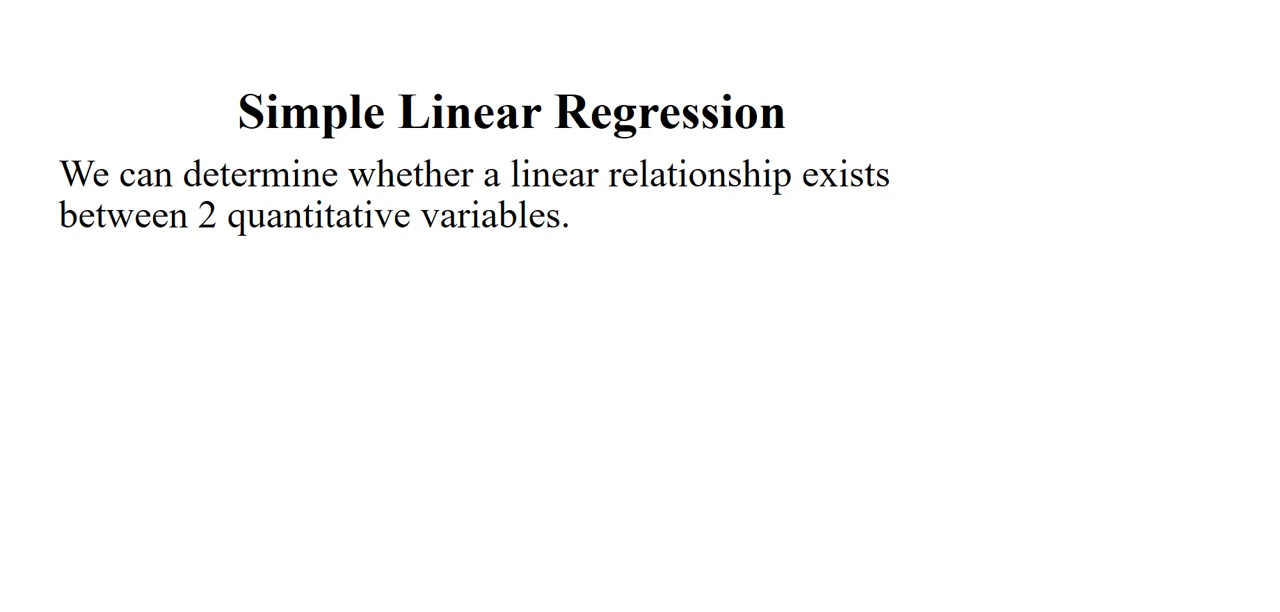 Simple Linear Regression
We can determine whether a linear relationship exists
between 2 quantitative variables.